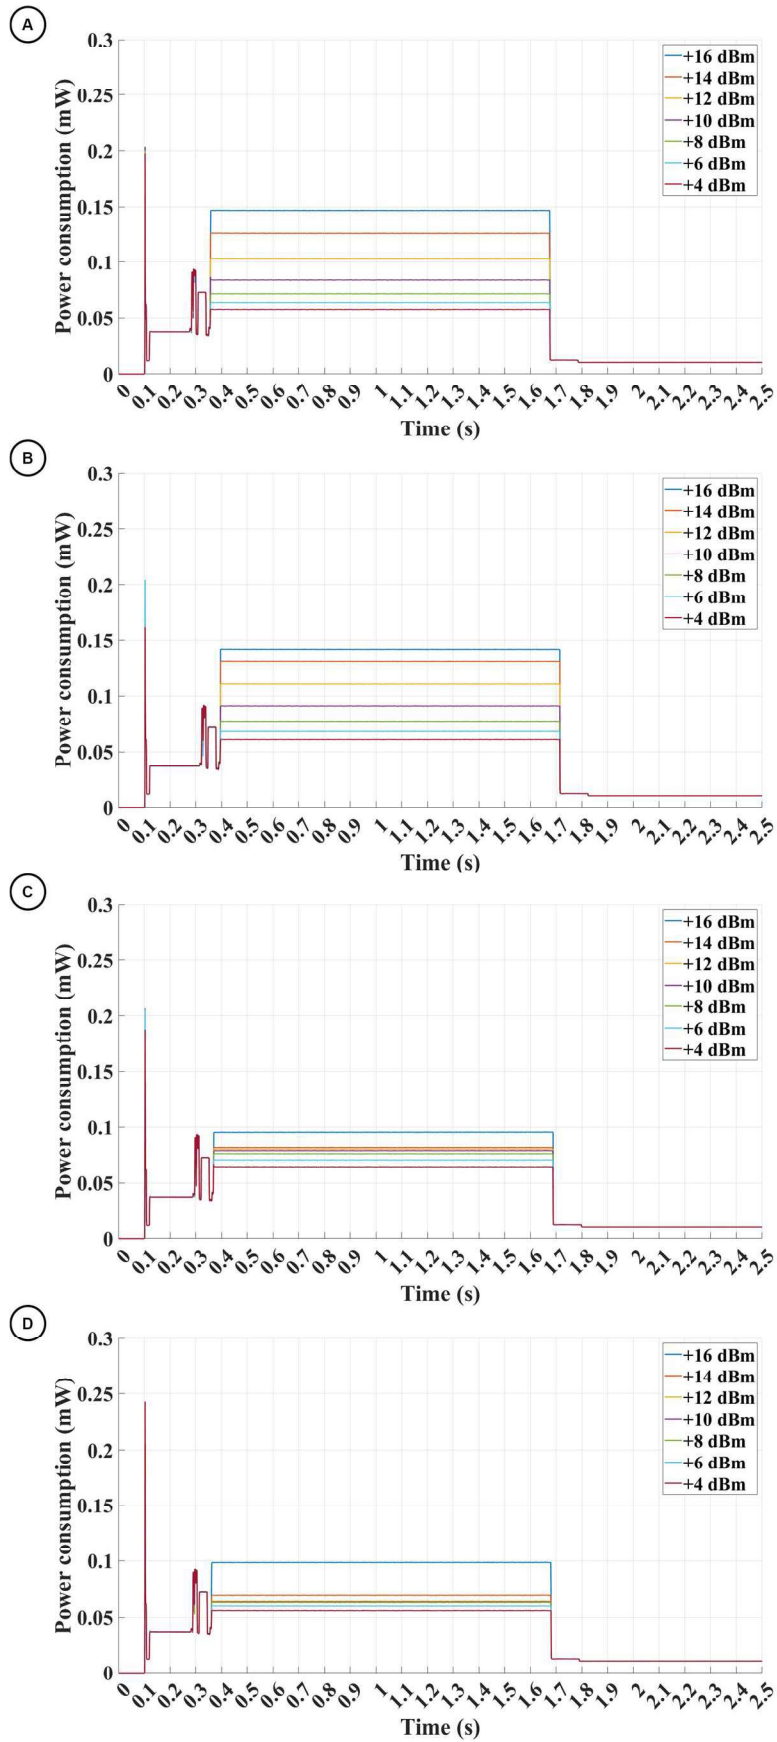 A
0.3
0.25
0.2
0.15
0.1
0.05
0
Power consumption (mW)
+16 dBm
+14 dBm
+12 dBm
+10 dBm
+8 dBm
+6 dBm
+4 dBm
0 0.1 0.2 0.3 0.4 0.5 0.6 0.7 0.8 0.9 1 1.1 1.2 1.3 1.4 1.5 1.6 1.7 1.8 1.9 2 2.1 2.2 2.3 2.4 2.5
Time (s)
B
0.3
0.25
0.2
0.15
0.1
0.05
0
Power consumption (mW)
+16 dBm
+14 dBm
+12 dBm
+10 dBm
+8 dBm
+6 dBm
+4 dBm
0 0.1 0.2 0.3 0.4 0.5 0.6 0.7 0.8 0.9 1 1.1 1.2 1.3 1.4 1.5 1.6 1.7 1.8 1.9 2 2.1 2.2 2.3 2.4 2.5
Time (s)
C
0.3
0.25
0.2
0.15
0.1
0.05
0
Power consumption (mW)
+16 dBm
+14 dBm
+12 dBm
+10 dBm
+8 dBm
+6 dBm
+4 dBm
0 0.1 0.2 0.3 0.4 0.5 0.6 0.7 0.8 0.9 1 1.1 1.2 1.3 1.4 1.5 1.6 1.7 1.8 1.9 2 2.1 2.2 2.3 2.4 2.5
Time (s)
D
0.3
0.25
0.2
0.15
0.1
0.05
0
Power consumption (mW)
+16 dBm
+14 dBm
+12 dBm
+10 dBm
+8 dBm
+6 dBm
+4 dBm
0 0.1 0.2 0.3 0.4 0.5 0.6 0.7 0.8 0.9 1 1.1 1.2 1.3 1.4 1.5 1.6 1.7 1.8 1.9 2 2.1 2.2 2.3 2.4 2.5
Time (s)